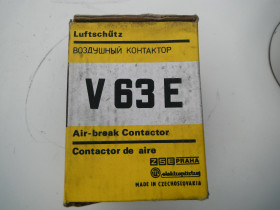 Luftschütz
ВОЗДУШНЫЙ КОНТАКТОР
V 63 E
Air-break Contactor
Contactor de aire
ZSE PRAHA
MADE IN CZECHOSLOVAKIA